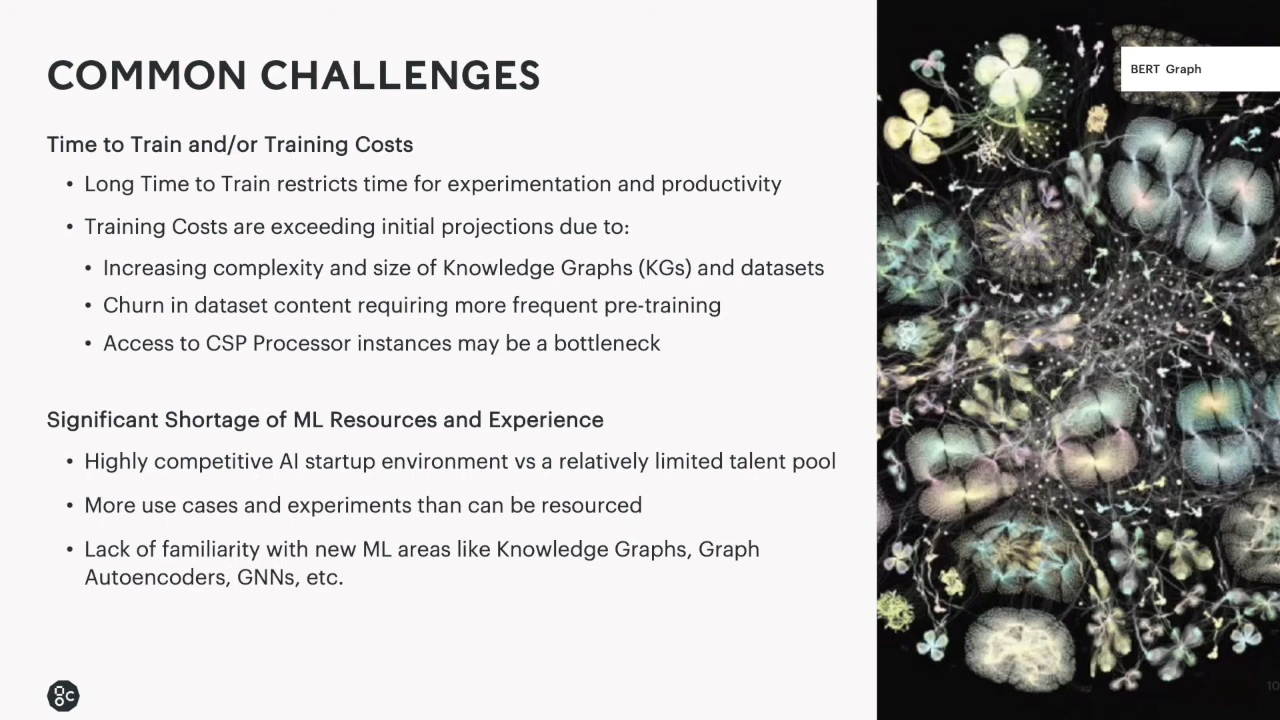 COMMON CHALLENGES
BERT Graph
Time to Train and/or Training Costs
• Long Time to Train restricts time for experimentation and productivity
• Training Costs are exceeding initial projections due to:
• Increasing complexity and size of Knowledge Graphs (KGs) and datasets
• Churn in dataset content requiring more frequent pre-training
• Access to CSP Processor instances may be a bottleneck
Significant Shortage of ML Resources and Experience
• Highly competitive AI startup environment vs a relatively limited talent pool
• More use cases and experiments than can be resourced
• Lack of familiarity with new ML areas like Knowledge Graphs, Graph
Autoencoders, GNNs, etc.
gc
10